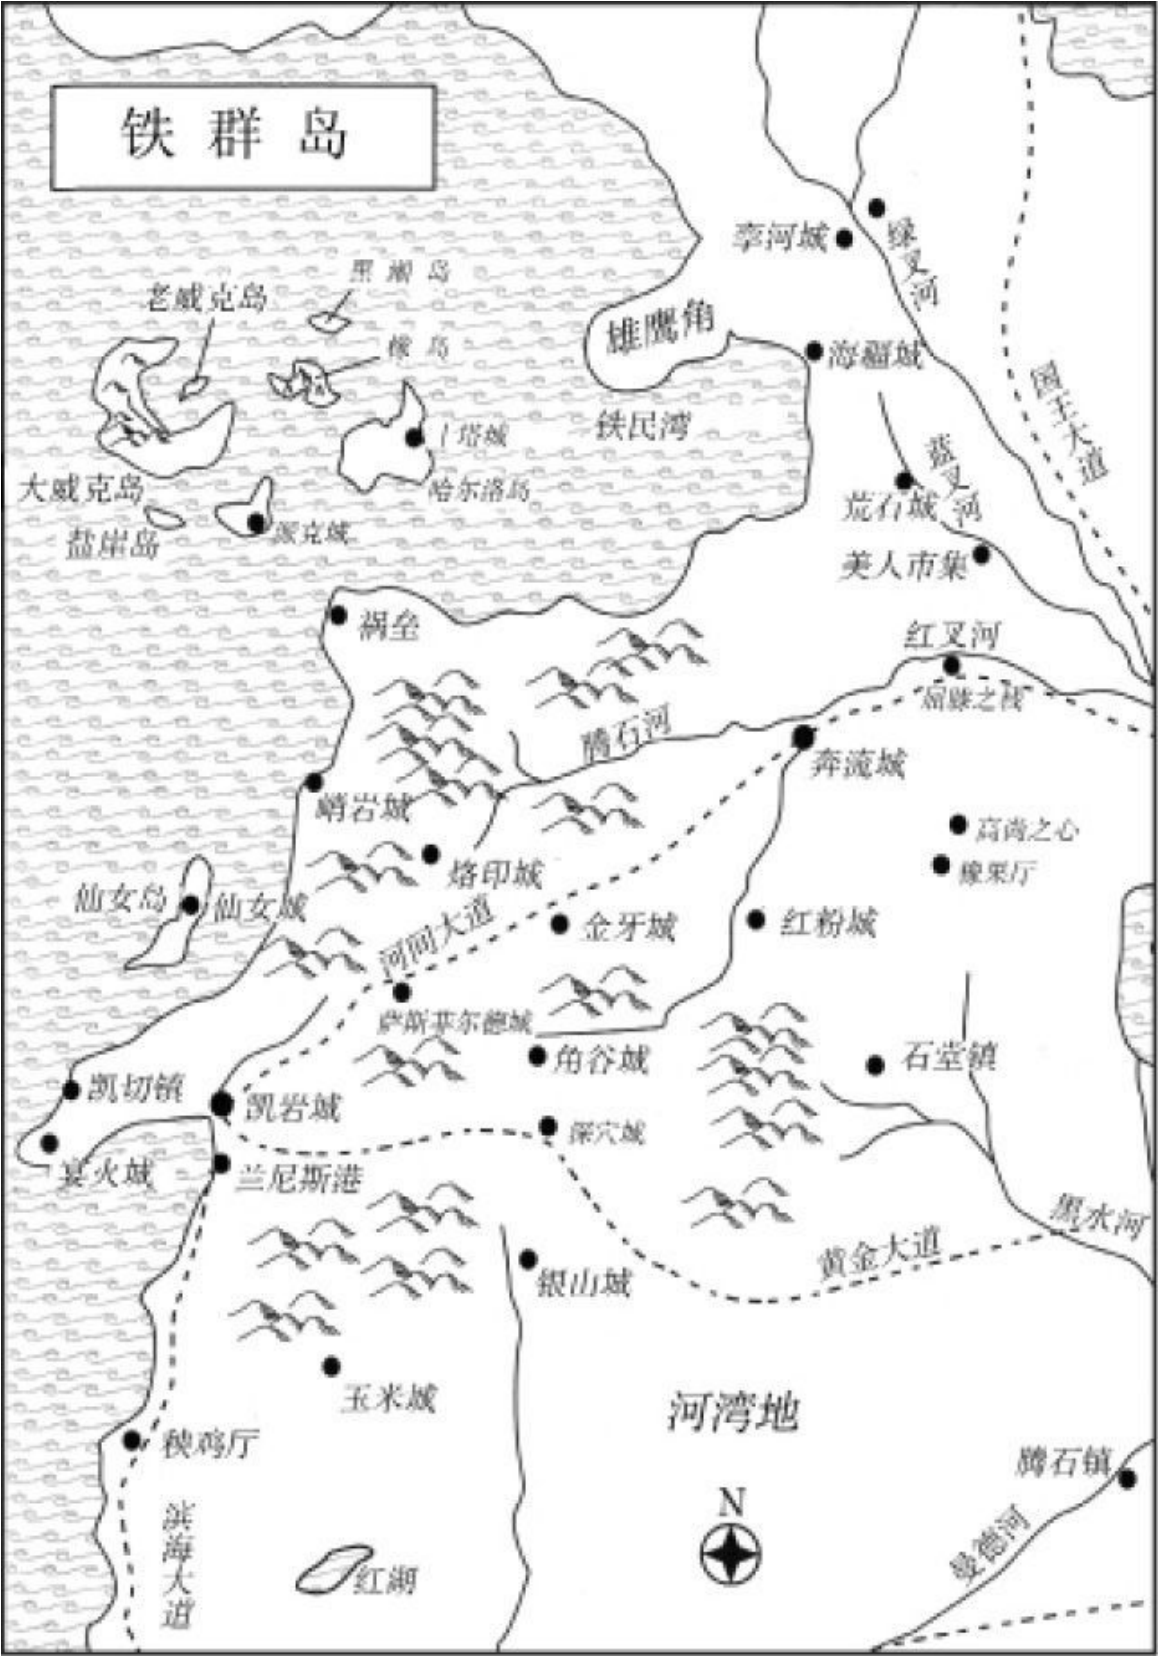 铁群岛
孪河城
绿叉河
黑潮岛
老威克岛
雄鹰角
橡岛
海疆城
国王大道
铁民湾
塔城
蓝叉河
大威克岛
哈尔洛岛
荒石城
盐崖岛
派克城
美人市集
祸垒
红叉河
屈膝之栈
腾石河
奔流城
峭岩城
高尚之心
烙印城
橡果厅
仙女岛
仙女城
金牙城
红粉城
河间大道
萨斯菲尔德城
角谷城
石堂镇
凯切镇
凯岩城
深穴城
宴火城
兰尼斯港
黑水河
黄金大道
银山城
玉米城
河湾地
秧鸡厅
腾石镇
N
滨海大道
曼德河
红湖